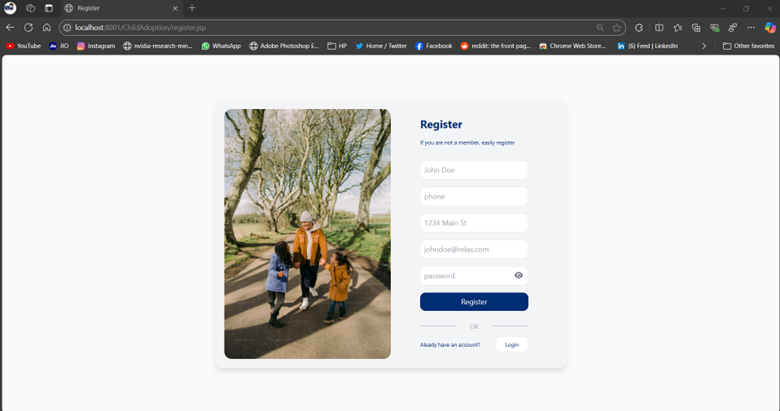 Register
localhost:8001/ChildAdoption/register.jsp
YouTube
JIO
Instagram
nvidia-research-min...
WhatsApp
Adobe Photoshop E...
HP
Home / Twitter
Facebook
reddit: the front pag...
Chrome Web Store...
(6) Feed | LinkedIn
Other favorites
Register
If you are not a member, easily register
John Doe
phone
1234 Main St
johndoe@relax.com
password
Register
OR
Aleady have an account?
Login